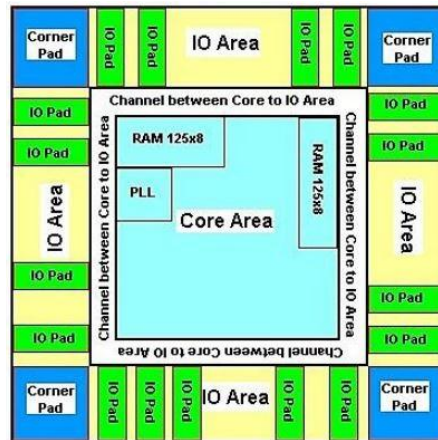 Corner
Pad
IO Pad
IO Pad
IO Area
IO Pad
IO Pad
Corner
Pad
Channel between Core to IO Area
IO Pad
IO Pad
IO Area
IO Pad
IO Pad
Channel between Core to IO Area
RAM 125x8
PLL
Core Area
RAM 125x8
Channel between Core to IO Area
IO Pad
IO Pad
IO Area
IO Pad
IO Pad
Channel between Core to IO Area
Corner
Pad
IO Pad
IO Pad
IO Pad
IO Area
IO Pad
IO Pad
Corner
Pad